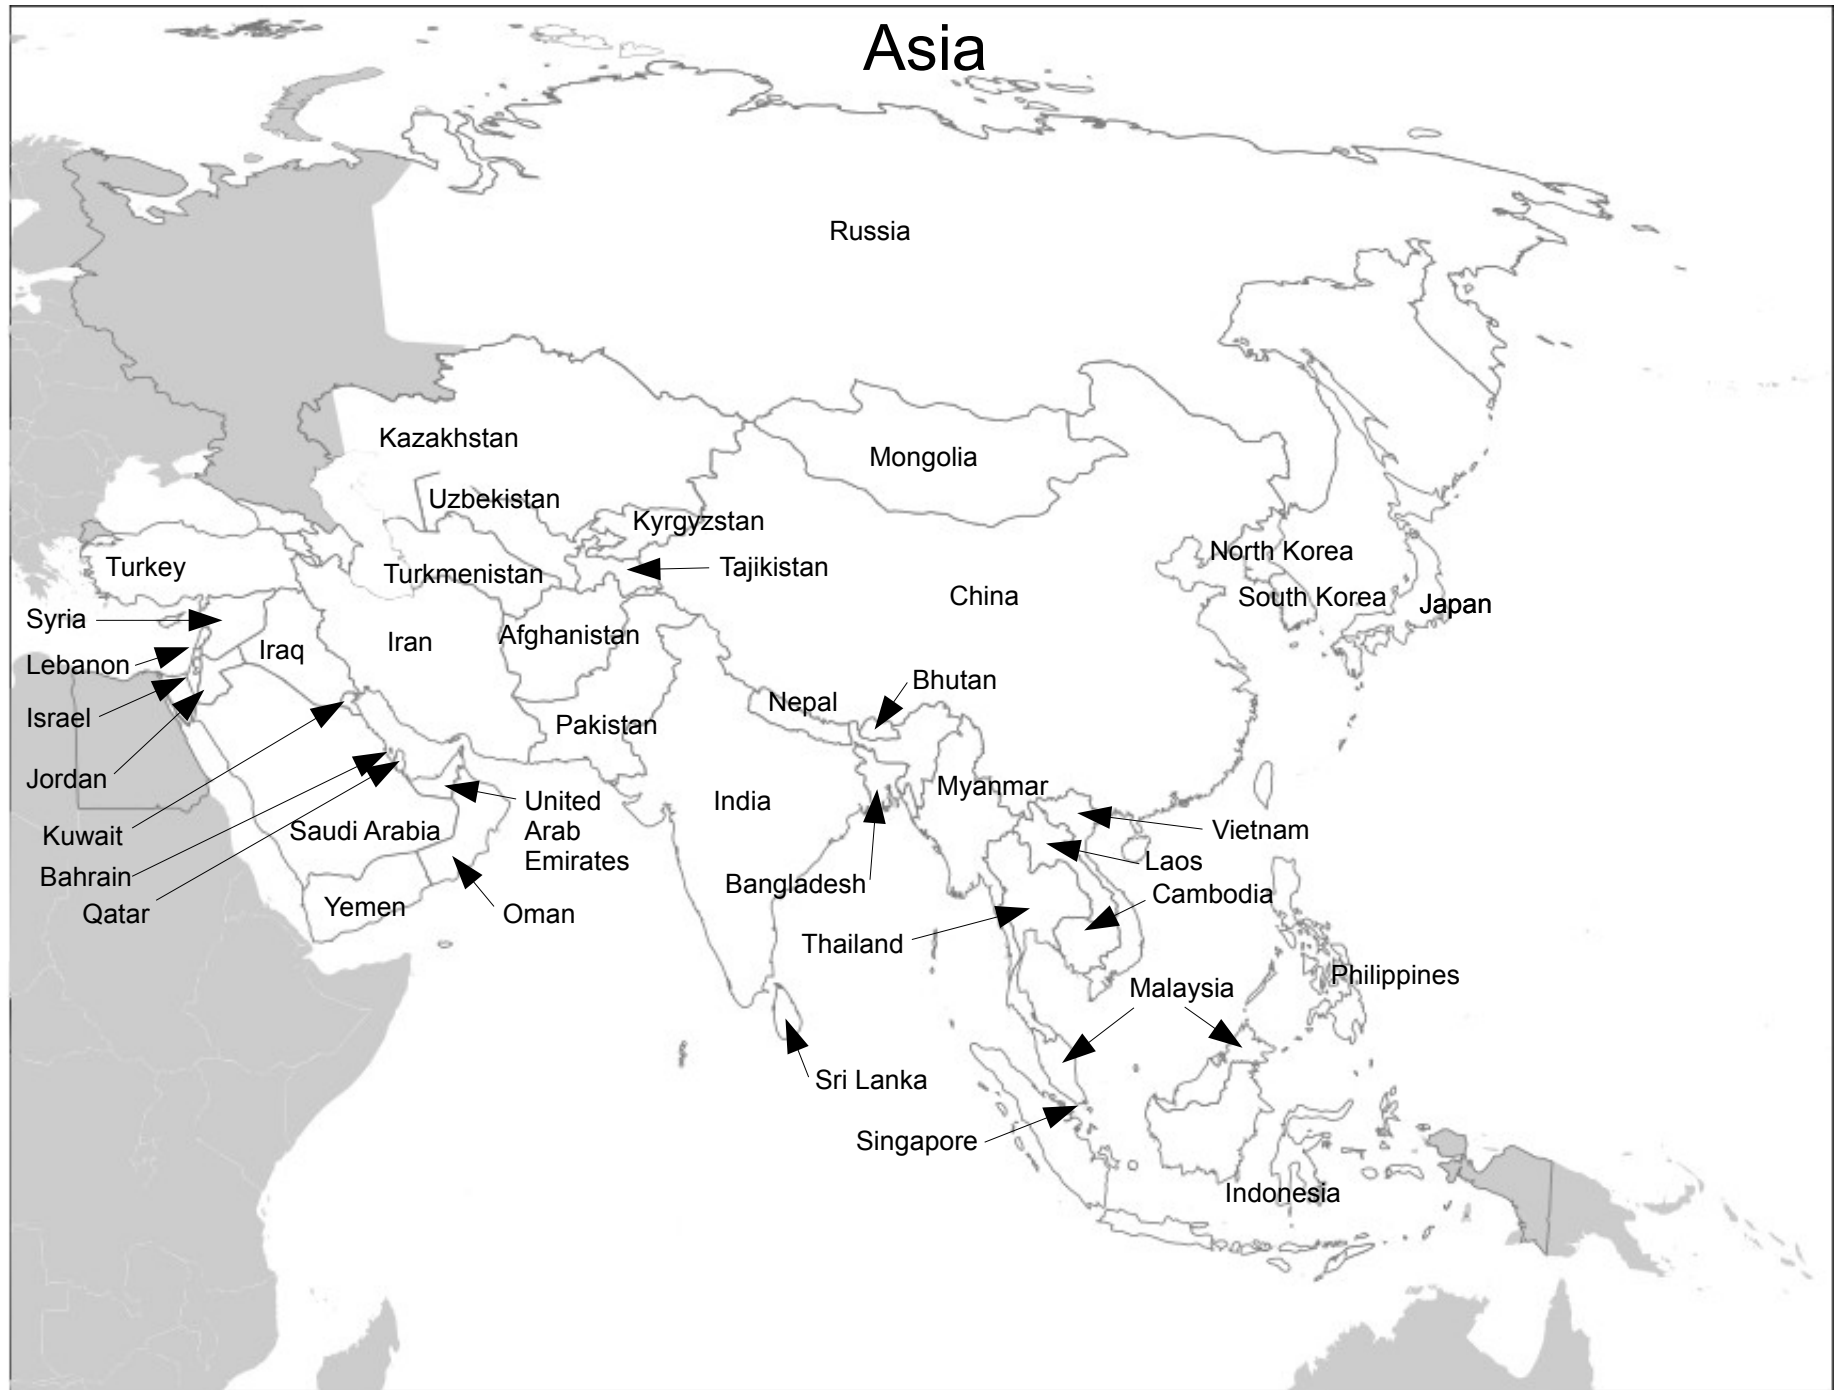 Asia
Russia
Kazakhstan
Mongolia
Uzbekistan
Kyrgyzstan
North Korea
Turkey
Turkmenistan
Tajikistan
China
South Korea
Japan
Syria
Iran
Afghanistan
Iraq
Lebanon
Bhutan
Nepal
Israel
Pakistan
Jordan
Myanmar
India
United
Arab
Emirates
Kuwait
Saudi Arabia
Vietnam
Laos
Bahrain
Bangladesh
Cambodia
Qatar
Yemen
Oman
Thailand
Philippines
Malaysia
Sri Lanka
Singapore
Indonesia